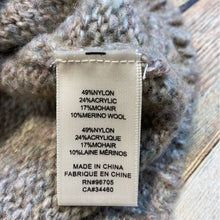 49%NYLON
24%ACRYLIC
17%MOHAIR
10%MERINO WOOL
49%NYLON
24%ACRYLIQUE
17%MOHAIR
10%LAINE MÉRINOS
MADE IN CHINA
FABRIQUE EN CHINE
RN#96705
CA#34460